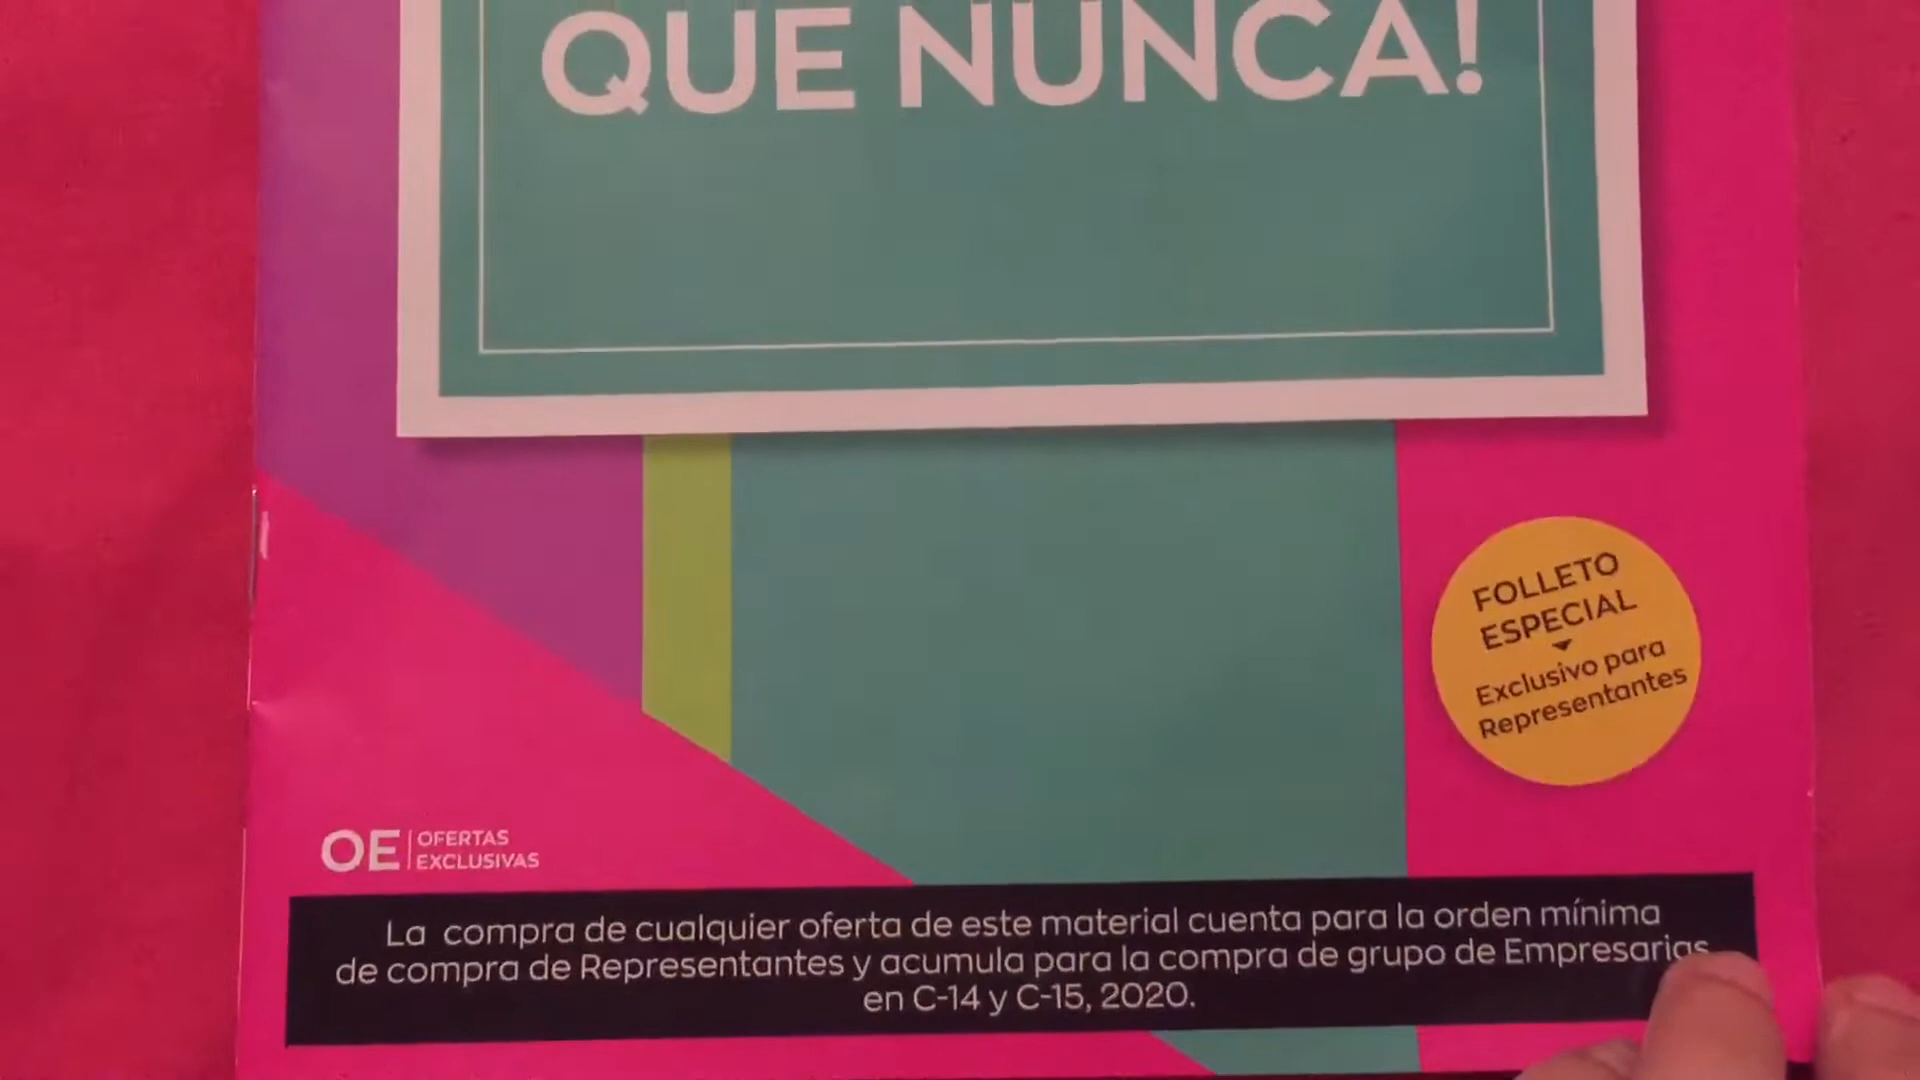 QUE NUNCA!
FOLLETO
ESPECIAL
Exclusivo para
Representantes
OE OFERTAS
EXCLUSIVAS
La compra de cualquier oferta de este material cuenta para la orden mínima
de compra de Representantes y acumula para la compra de grupo de Empresarias
en C-14 y C-15, 2020.